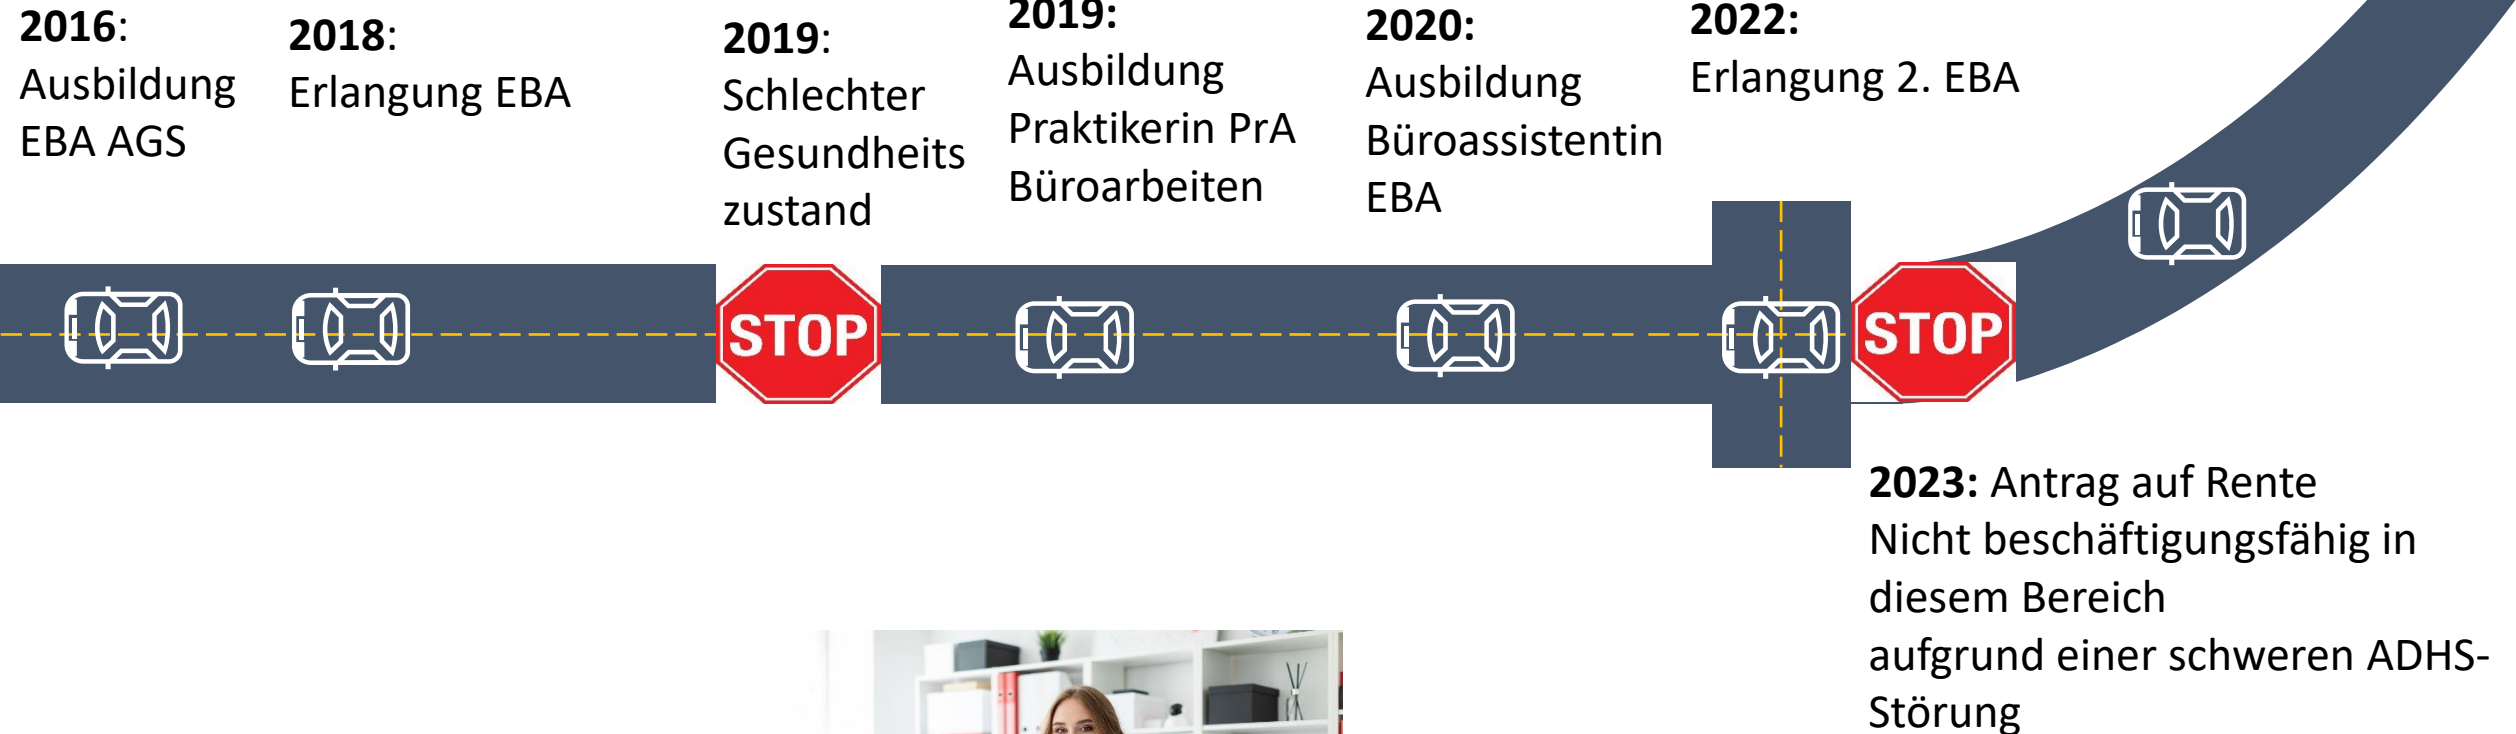 2016:
Ausbildung
EBA AGS
2018:
Erlangung EBA
2019:
Schlechter
Gesundheits
zustand
2019:
Ausbildung
Praktikerin PrA
Büroarbeiten
2020:
Ausbildung
Büroassistentin
EBA
2022:
Erlangung 2. EBA
STOP
STOP
2023: Antrag auf Rente
Nicht beschäftigungsfähig in
diesem Bereich
aufgrund einer schweren ADHS-
Störung